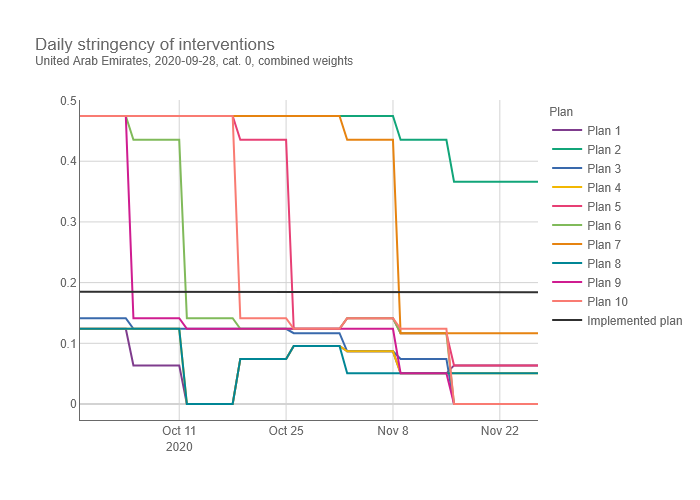 Daily stringency of interventions
United Arab Emirates, 2020-09-28, cat. 0, combined weights
0.5
0.4
0.3
0.2
0.1
0
Oct 11
2020
Oct 25
Nov 8
Nov 22
Plan
Plan 1
Plan 2
Plan 3
Plan 4
Plan 5
Plan 6
Plan 7
Plan 8
Plan 9
Plan 10
Implemented plan